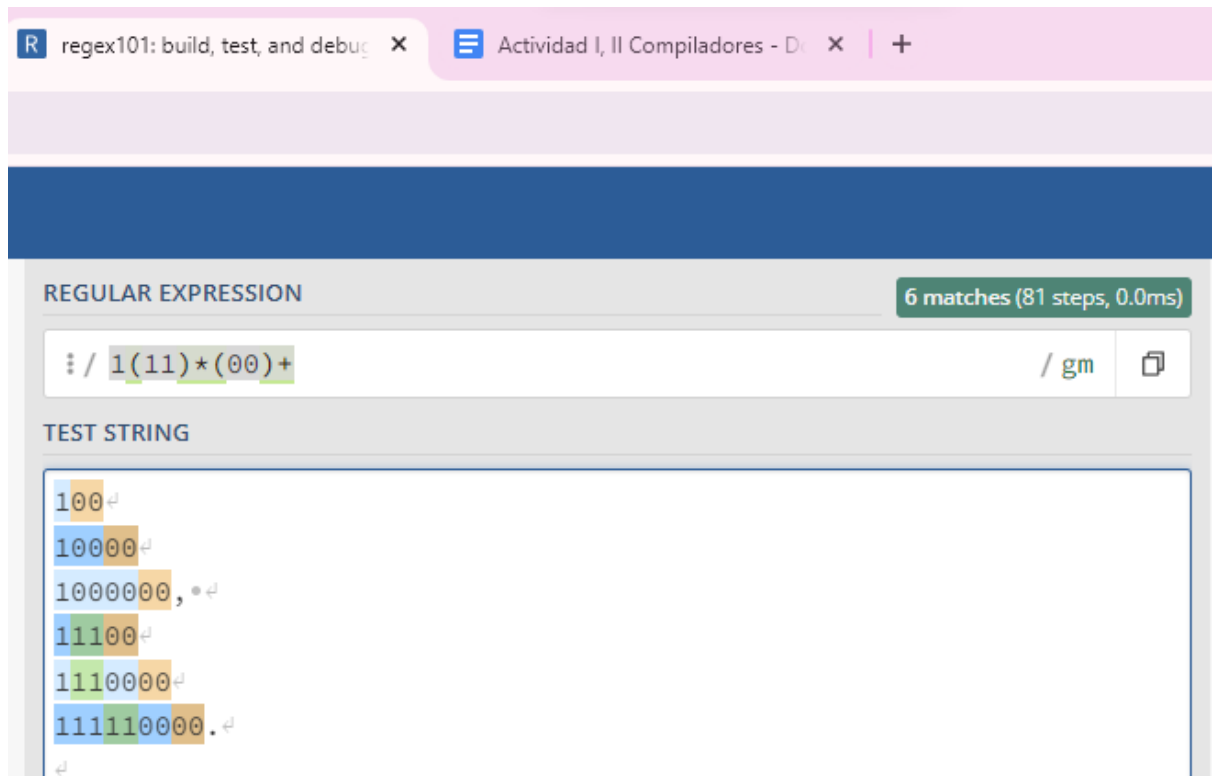 R regex101: build, test, and debug
Actividad I, II Compiladores - Do
REGULAR EXPRESSION
6 matches (81 steps, 0.0ms)
/ 1(11)*(00)+ / gm
TEST STRING
100
10000
1000000,
11100
1110000
111110000.